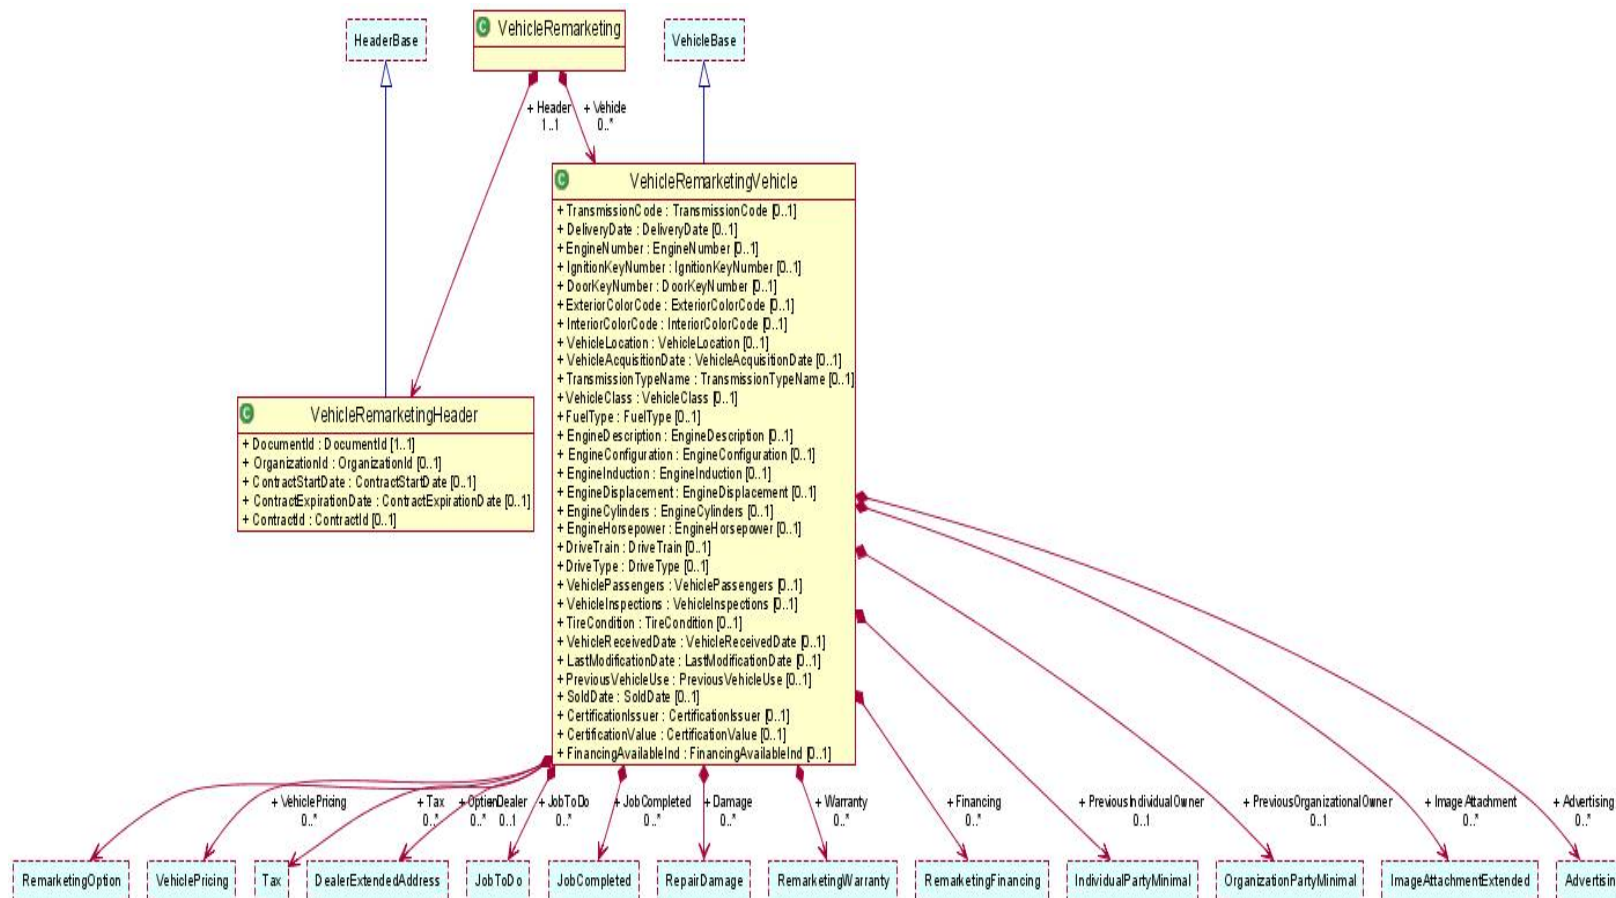 HeaderBase
VehicleRemarketing
VehicleBase
+ Header
1..1
+ Vehicle
0..*
VehicleRemarketingVehicle
+ TransmissionCode : TransmissionCode [0..1]
+ DeliveryDate : DeliveryDate [0..1]
+ EngineNumber : EngineNumber [0..1]
+ IgnitionKeyNumber : IgnitionKeyNumber [0..1]
+ DoorKeyNumber : DoorKeyNumber [0..1]
+ ExteriorColorCode : ExteriorColorCode [0..1]
+ InteriorColorCode : InteriorColorCode [0..1]
+ VehicleLocation : VehicleLocation [0..1]
+ VehicleAcquisitionDate : VehicleAcquisitionDate [0..1]
+ TransmissionTypeName : TransmissionTypeName [0..1]
+ VehicleClass : VehicleClass [0..1]
+ FuelType : FuelType [0..1]
+ EngineDescription : EngineDescription [0..1]
+ EngineConfiguration : EngineConfiguration [0..1]
+ EngineInduction : EngineInduction [0..1]
+ EngineDisplacement : EngineDisplacement [0..1]
+ EngineCylinders : EngineCylinders [0..1]
+ EngineHorsepower : EngineHorsepower [0..1]
+ DriveTrain : DriveTrain [0..1]
+ DriveType : DriveType [0..1]
+ VehiclePassengers : VehiclePassengers [0..1]
+ VehicleInspections : VehicleInspections [0..1]
+ TireCondition : TireCondition [0..1]
+ VehicleReceivedDate : VehicleReceivedDate [0..1]
+ LastModificationDate : LastModificationDate [0..1]
+ PreviousVehicleUse : PreviousVehicleUse [0..1]
+ SoldDate : SoldDate [0..1]
+ CertificationIssuer : CertificationIssuer [0..1]
+ CertificationValue : CertificationValue [0..1]
+ FinancingAvailableInd : FinancingAvailableInd [0..1]
VehicleRemarketingHeader
+ DocumentId : DocumentId [1..1]
+ OrganizationId : OrganizationId [0..1]
+ ContractStartDate : ContractStartDate [0..1]
+ ContractExpirationDate : ContractExpirationDate [0..1]
+ ContractId : ContractId [0..1]
+ VehiclePricing
0..*
+ Tax
0..*
+ Option
0..*
+ Dealer
0..1
+ JobToDo
0..*
+ JobCompleted
0..*
+ Damage
0..*
+ Warranty
0..*
+ Financing
0..*
+ PreviousIndividualOwner
0..1
+ PreviousOrganizationalOwner
0..1
+ ImageAttachment
0..*
+ Advertising
0..*
RemarketingOption
VehiclePricing
Tax
DealerExtendedAddress
JobToDo
JobCompleted
RepairDamage
RemarketingWarranty
RemarketingFinancing
IndividualPartyMinimal
OrganizationPartyMinimal
ImageAttachmentExtended
Advertisin